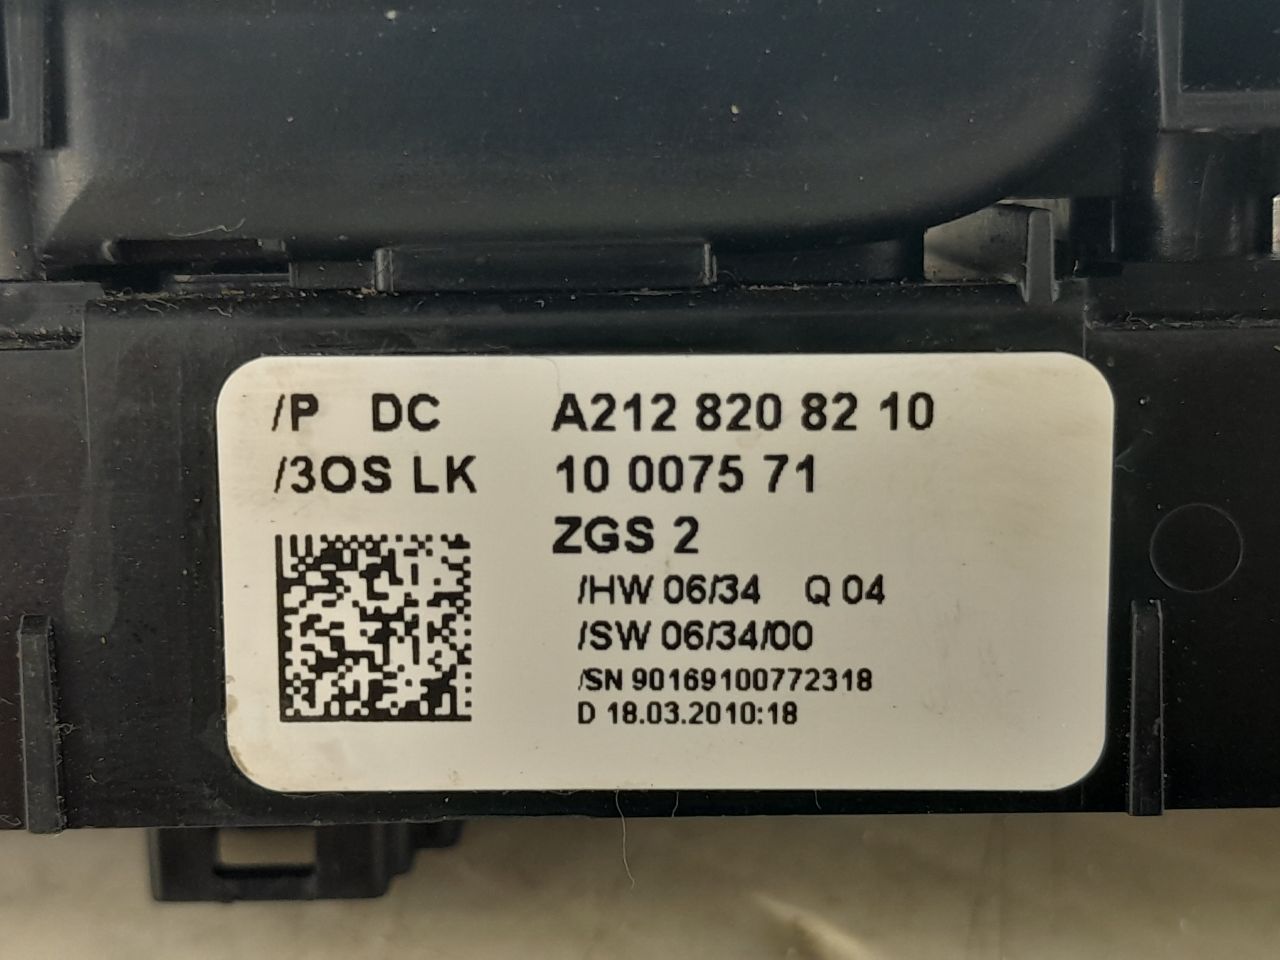 /P DC A212 820 82 10
/3OS LK 10 0075 71
ZGS 2
/HW 06/34 Q 04
/SW 06/34/00
/SN 90169100772318
D 18.03.2010:18